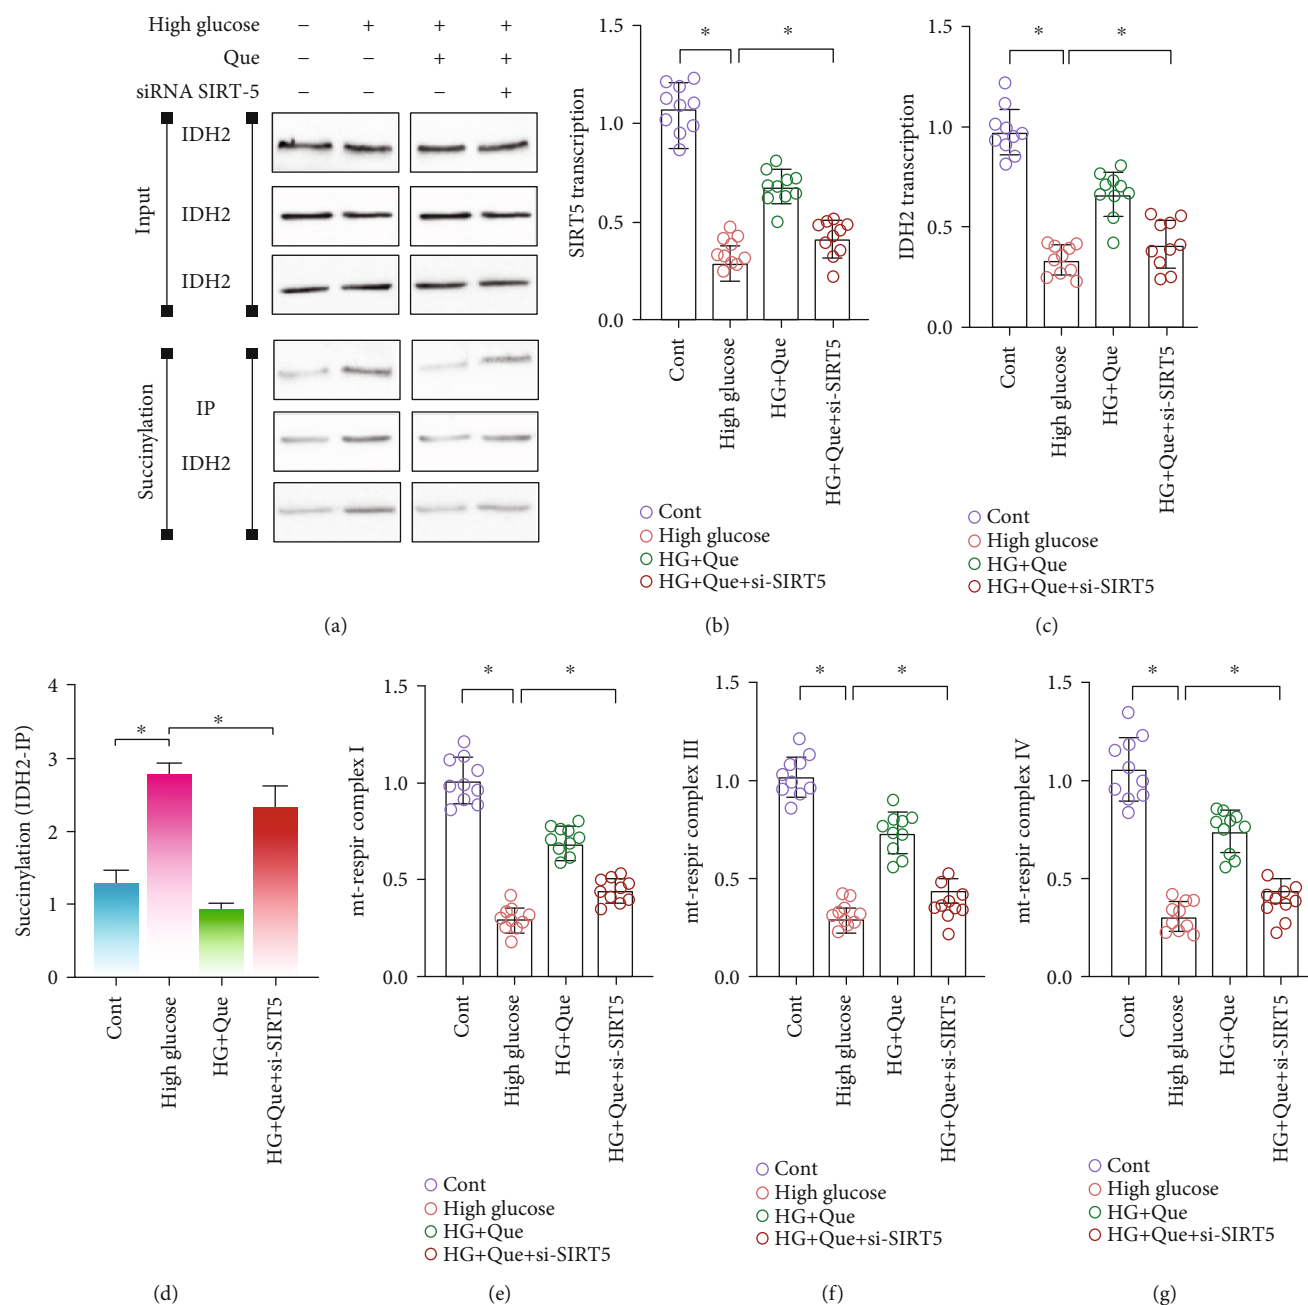 High glucose − + + +
Que − − + +
siRNA SIRT-5 − − − +
Input
IDH2
IDH2
IDH2
Succinylation
IP
IDH2
(a)
SIRT5 transcription
1.5
1.0
0.5
0.0
* *
Cont
High glucose
HG+Que
HG+Que+si-SIRT5
Cont
High glucose
HG+Que
HG+Que+si-SIRT5
(b)
IDH2 transcription
1.5
1.0
0.5
0.0
* *
Cont
High glucose
HG+Que
HG+Que+si-SIRT5
Cont
High glucose
HG+Que
HG+Que+si-SIRT5
(c)
Succinylation (IDH2-IP)
4
3
2
1
0
* *
Cont
High glucose
HG+Que
HG+Que+si-SIRT5
(d)
mt-respir complex I
1.5
1.0
0.5
0.0
* *
Cont
High glucose
HG+Que
HG+Que+si-SIRT5
Cont
High glucose
HG+Que
HG+Que+si-SIRT5
(e)
mt-respir complex III
1.5
1.0
0.5
0.0
* *
Cont
High glucose
HG+Que
HG+Que+si-SIRT5
Cont
High glucose
HG+Que
HG+Que+si-SIRT5
(f)
mt-respir complex IV
1.5
1.0
0.5
0.0
* *
Cont
High glucose
HG+Que
HG+Que+si-SIRT5
Cont
High glucose
HG+Que
HG+Que+si-SIRT5
(g)